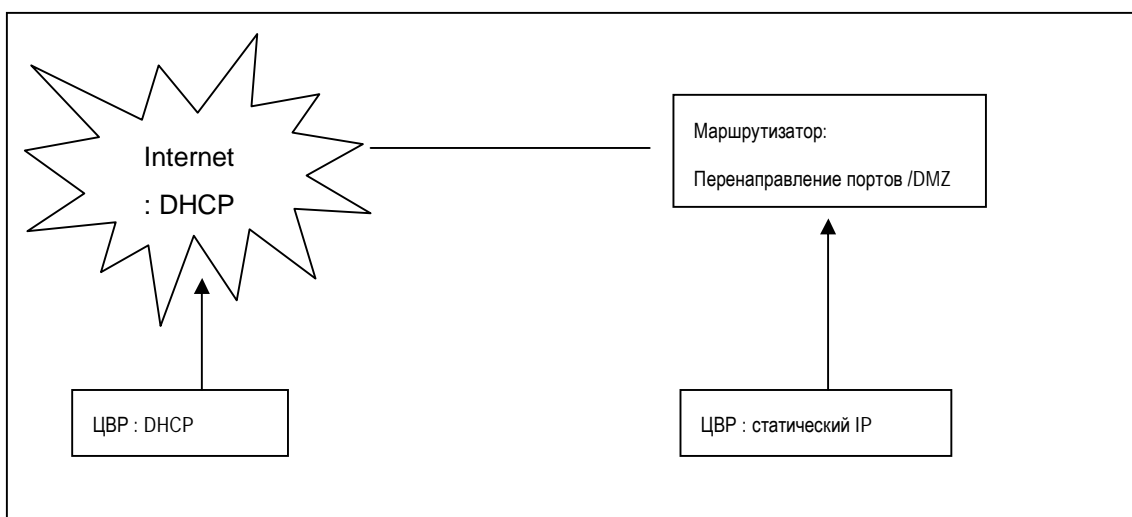 Internet
: DHCP
Маршрутизатор:
Перенаправление портов /DMZ
ЦВР : DHCP
ЦВР : статический IP